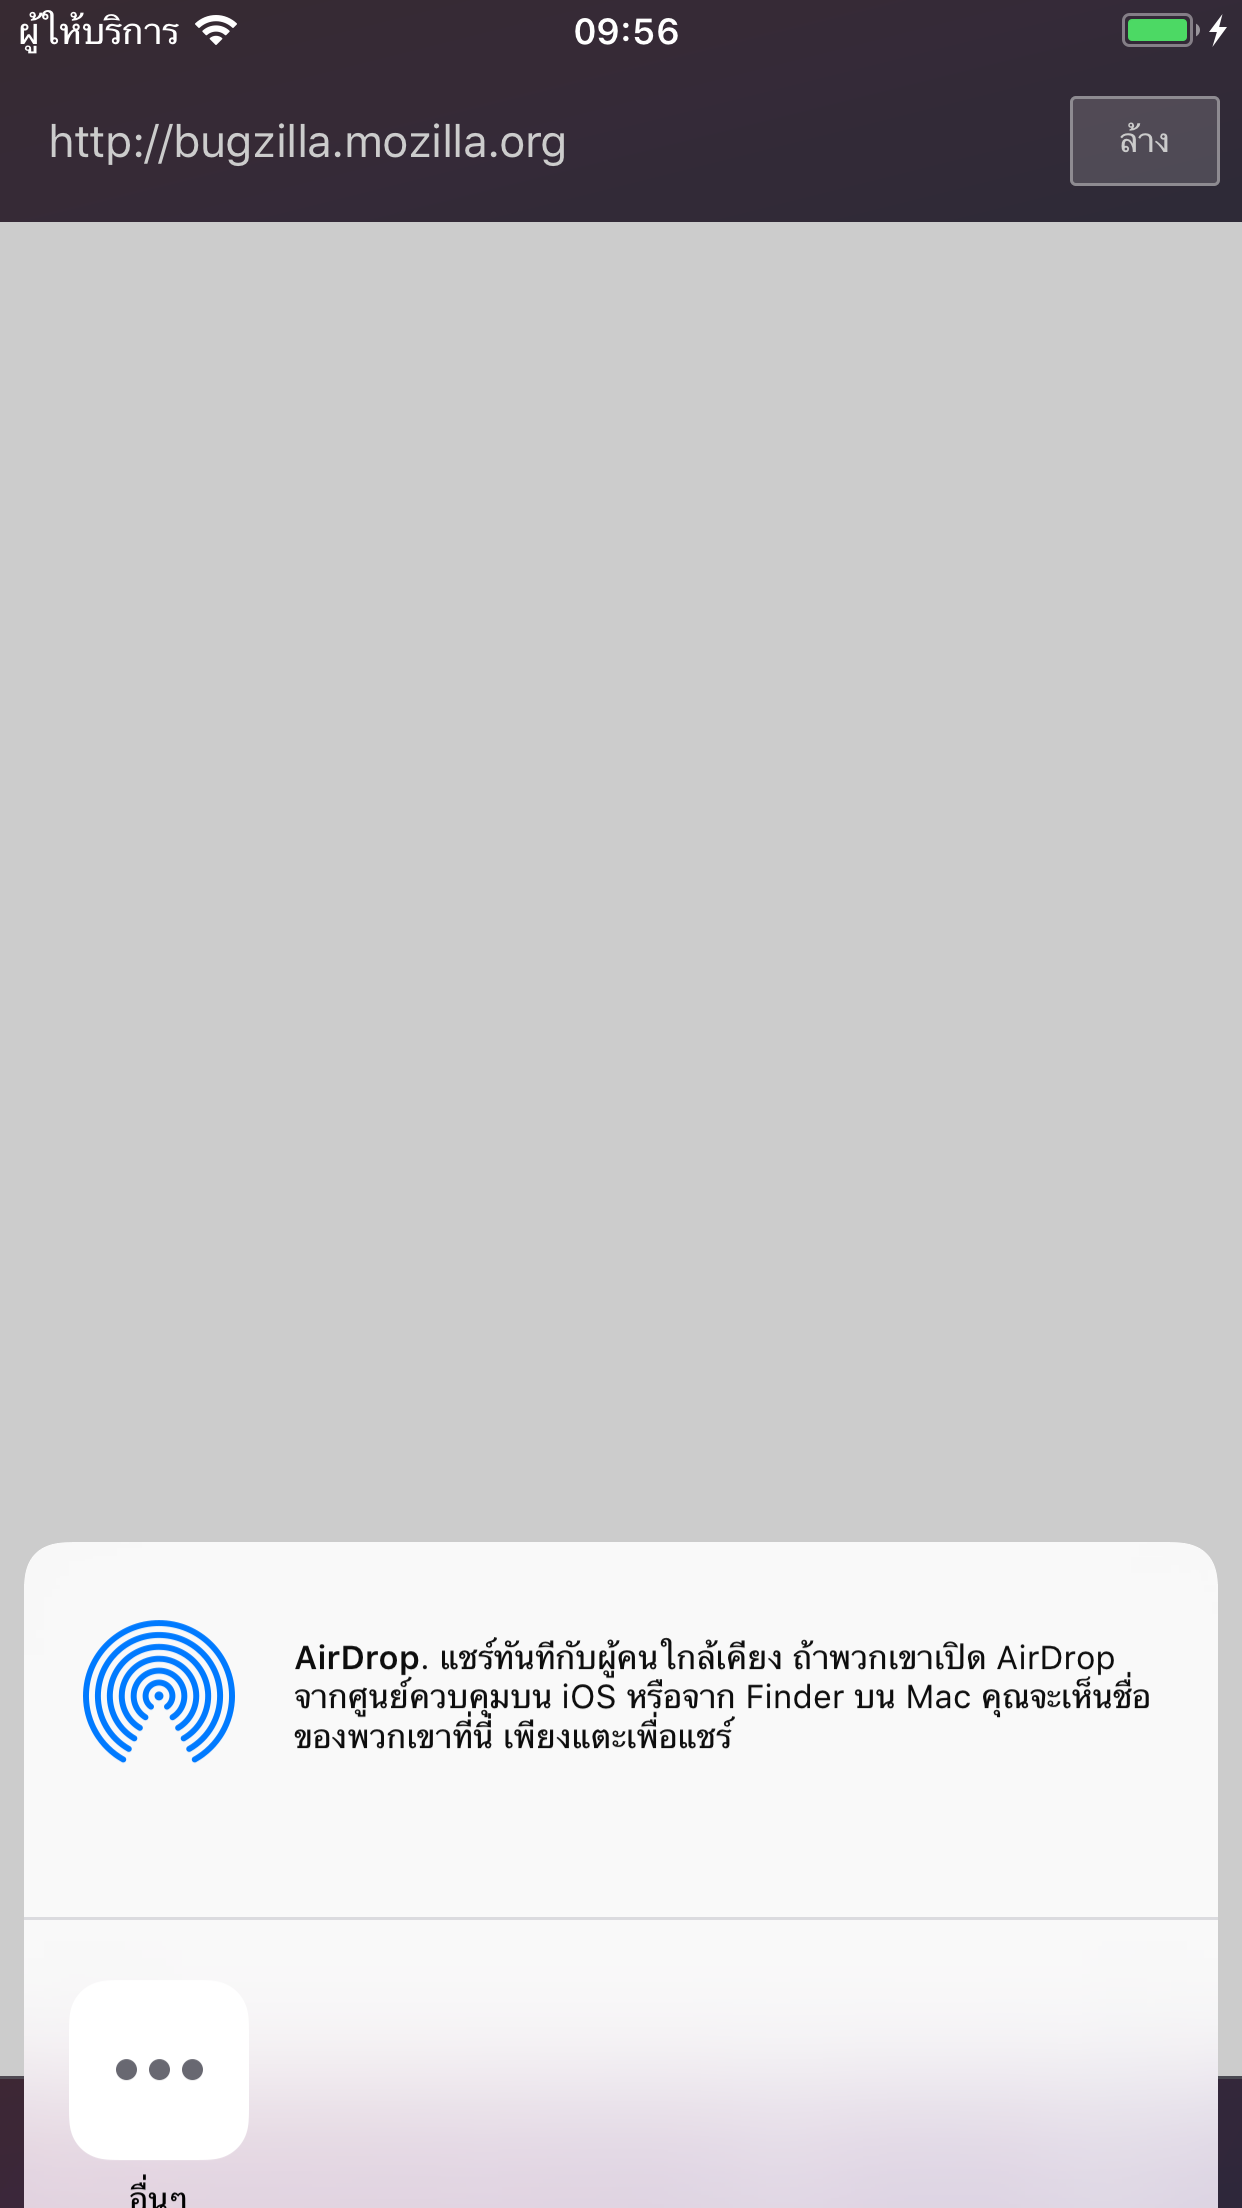 ผู้ให้บริการ 09:56
http://bugzilla.mozilla.org ล้าง
AirDrop. แชร์ทันทีกับผู้คนใกล้เคียง ถ้าพวกเขาเปิด AirDrop
จากศูนย์ควบคุมบน iOS หรือจาก Finder บน Mac คุณจะเห็นชื่อ
ของพวกเขาที่นี่ เพียงแตะเพื่อแชร์
อื่นๆ